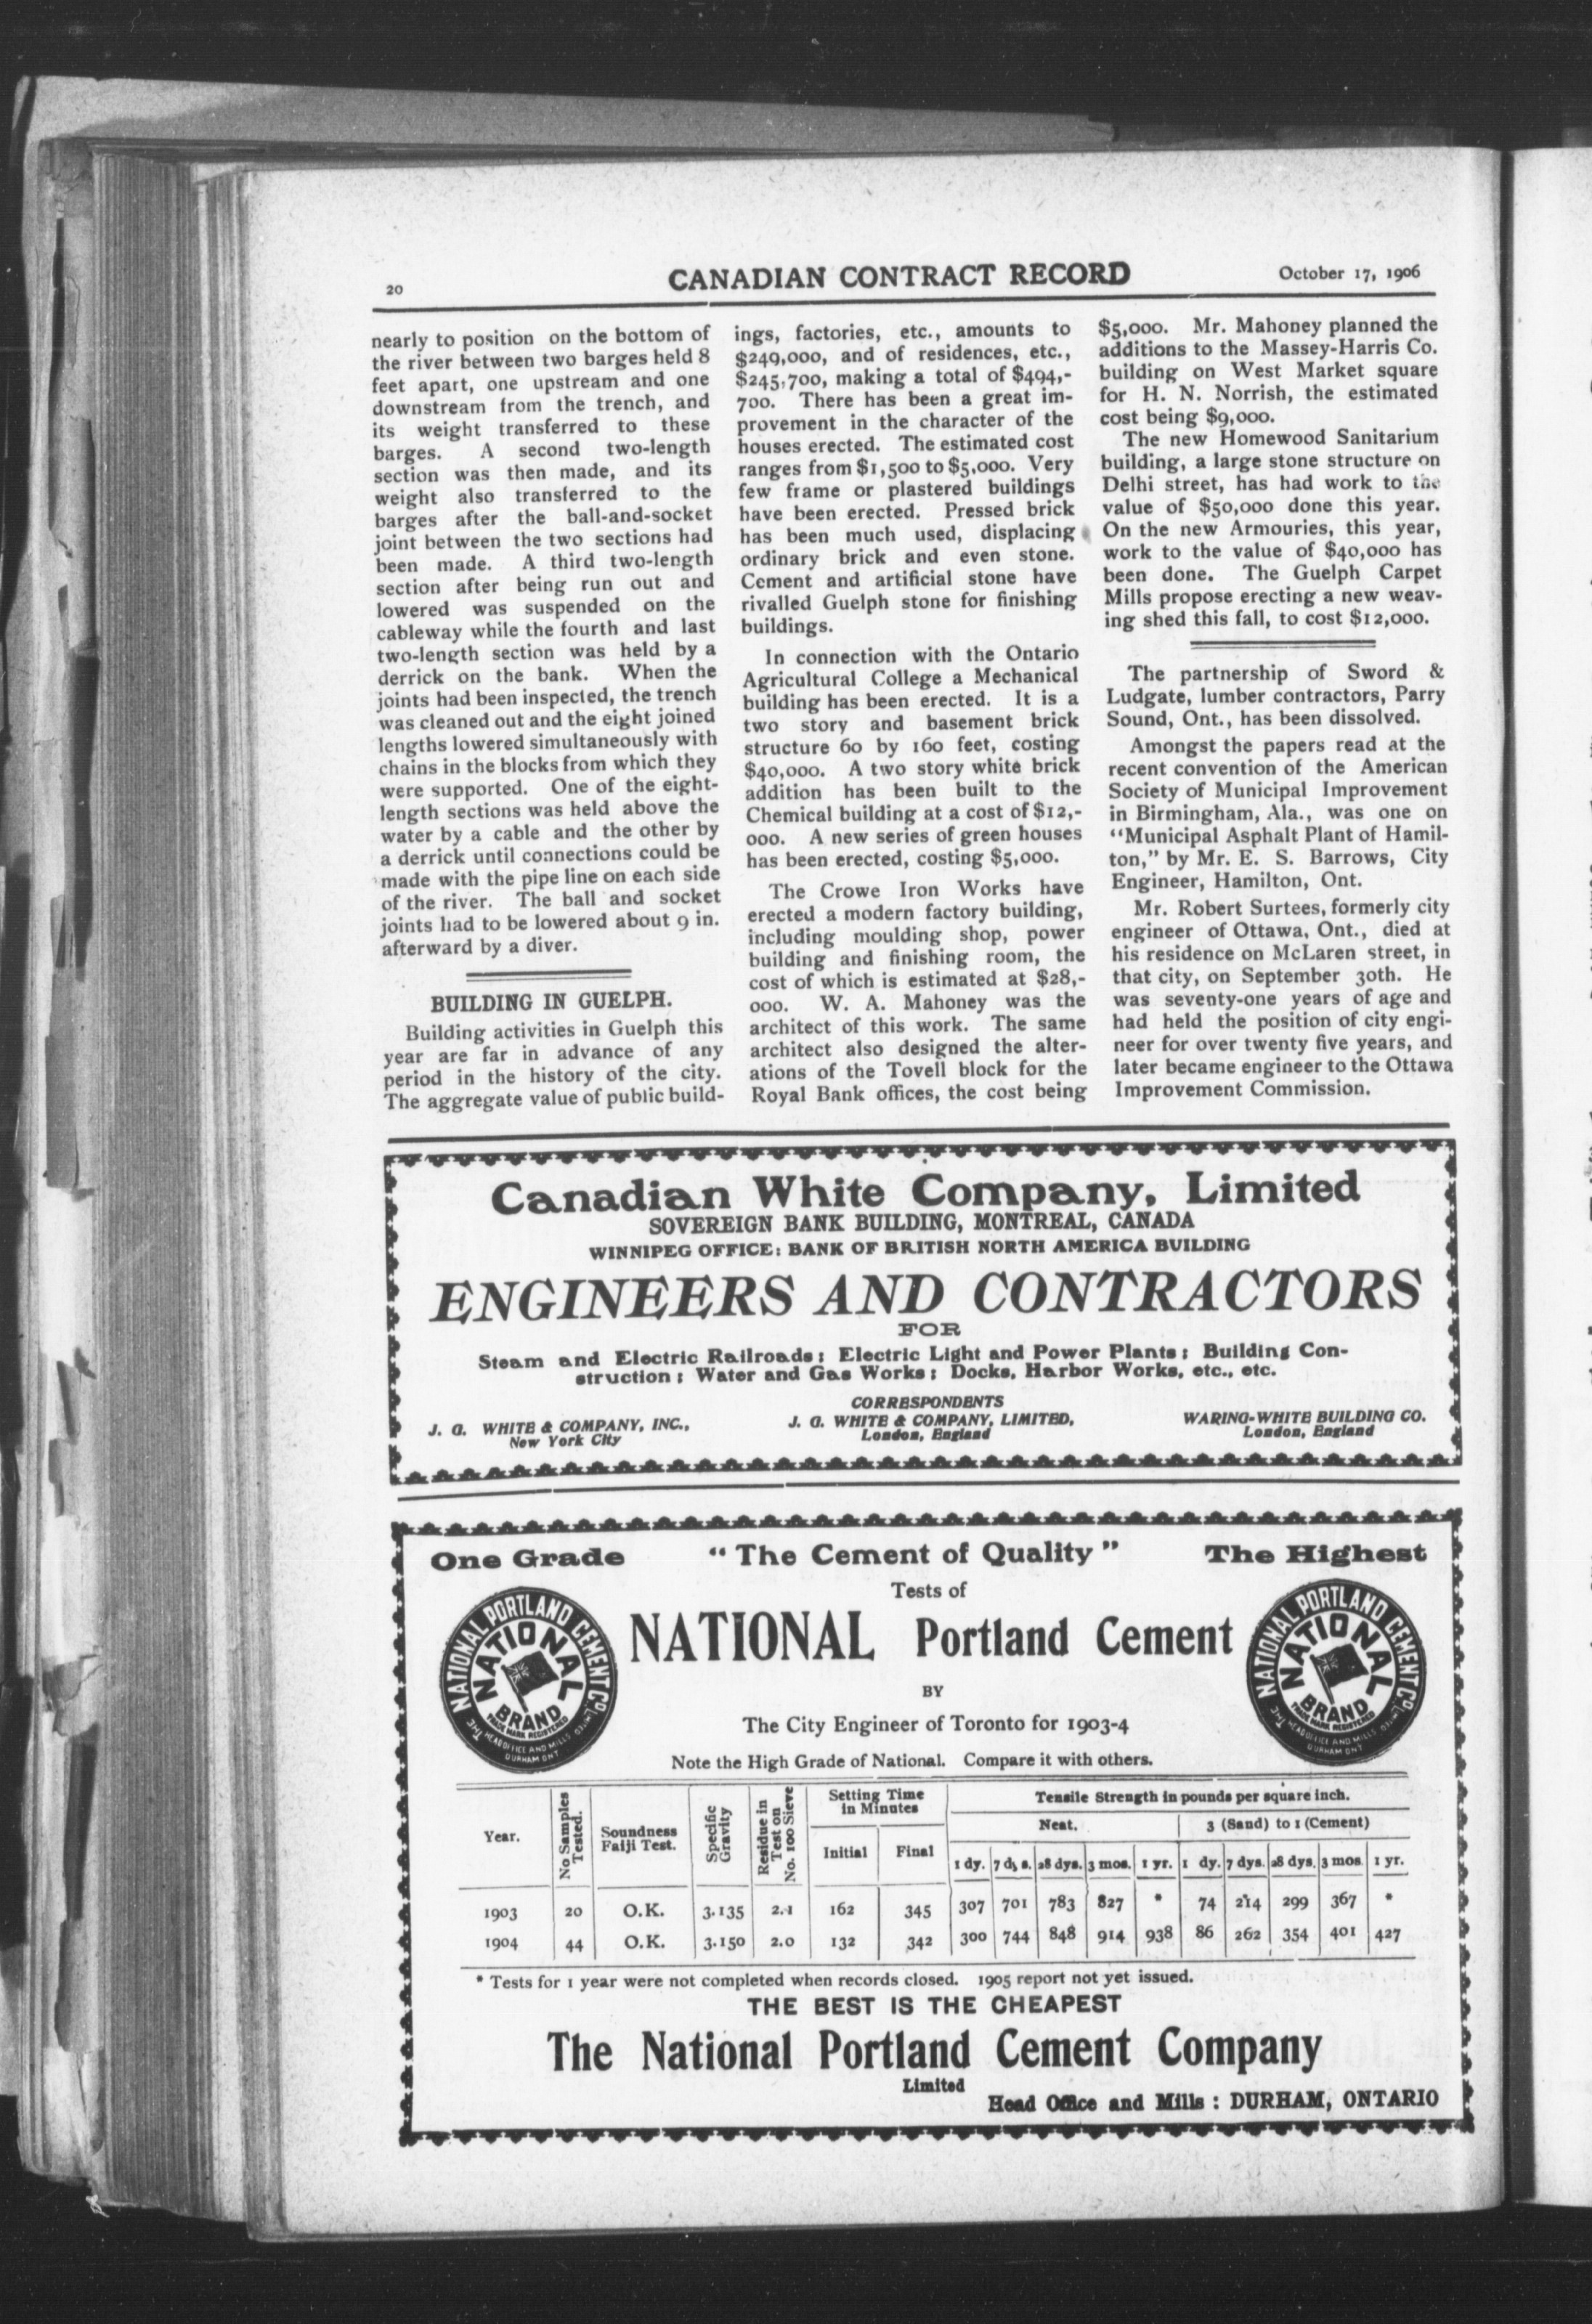 20
CANADIAN CONTRACT RECORD
October 17, 1906
nearly to position on the bottom of
the river between two barges held 8
feet apart, one upstream and one
downstream from the trench, and
its weight transferred to these
barges. A second two-length
section was then made, and its
weight also transferred to the
barges after the ball-and-socket
joint between the two sections had
been made. A third two-length
section after being run out and
lowered was suspended on the
cableway while the fourth and last
two-length section was held by a
derrick on the bank. When the
joints had been inspected, the trench
was cleaned out and the eight joined
lengths lowered simultaneously with
chains in the blocks from which they
were supported. One of the eight-
length sections was held above the
water by a cable and the other by
a derrick until connections could be
made with the pipe line on each side
of the river. The ball and socket
joints had to be lowered about 9 in.
afterward by a diver.
BUILDING IN GUELPH.
Building activities in Guelph this
year are far in advance of any
period in the history of the city.
The aggregate value of public build-
ings, factories, etc., amounts to
$249,000, and of residences, etc.,
$245,700, making a total of $494,-
700. There has been a great im-
provement in the character of the
houses erected. The estimated cost
ranges from $1,500 to $5,000. Very
few frame or plastered buildings
have been erected. Pressed brick
has been much used, displacing
ordinary brick and even stone.
Cement and artificial stone have
rivalled Guelph stone for finishing
buildings.
In connection with the Ontario
Agricultural College a Mechanical
building has been erected. It is a
two story and basement brick
structure 60 by 160 feet, costing
$40,000. A two story white brick
addition has been built to the
Chemical building at a cost of $12,-
000. A new series of green houses
has been erected, costing $5,000.
The Crowe Iron Works have
erected a modern factory building,
including moulding shop, power
building and finishing room, the
cost of which is estimated at $28,-
000. W. A. Mahoney was the
architect of this work. The same
architect also designed the alter-
ations of the Tovell block for the
Royal Bank offices, the cost being
$5,000. Mr. Mahoney planned the
additions to the Massey-Harris Co.
building on West Market square
for H. N. Norrish, the estimated
cost being $9,000.
The new Homewood Sanitarium
building, a large stone structure on
Delhi street, has had work to the
value of $50,000 done this year.
On the new Armouries, this year,
work to the value of $40,000 has
been done. The Guelph Carpet
Mills propose erecting a new weav-
ing shed this fall, to cost $12,000.
The partnership of Sword &
Ludgate, lumber contractors, Parry
Sound, Ont., has been dissolved.
Amongst the papers read at the
recent convention of the American
Society of Municipal Improvement
in Birmingham, Ala., was one on
"Municipal Asphalt Plant of Hamil-
ton," by Mr. E. S. Barrows, City
Engineer, Hamilton, Ont.
Mr. Robert Surtees, formerly city
engineer of Ottawa, Ont., died at
his residence on McLaren street, in
that city, on September 30th. He
was seventy-one years of age and
had held the position of city engi-
neer for over twenty five years, and
later became engineer to the Ottawa
Improvement Commission.
Canadian White Company, Limited
SOVEREIGN BANK BUILDING, MONTREAL, CANADA
WINNIPEG OFFICE: BANK OF BRITISH NORTH AMERICA BUILDING
ENGINEERS AND CONTRACTORS
FOR
Steam and Electric Railroads; Electric Light and Power Plants; Building Con-
struction; Water and Gas Works; Docks, Harbor Works, etc., etc.
CORRESPONDENTS
J. G. WHITE & COMPANY, INC., J. G. WHITE & COMPANY, LIMITED, WARING-WHITE BUILDING CO.
New York City London, England London, England
One Grade "The Cement of Quality" The Highest
Tests of
NATIONAL Portland Cement
THE NATIONAL PORTLAND CEMENT CO. LIMITED
NATIONAL
BRAND
TRADE MARK REGISTERED
HEAD OFFICE AND MILLS
DURHAM ONT.
THE NATIONAL PORTLAND CEMENT CO. LIMITED
NATIONAL
BRAND
TRADE MARK REGISTERED
HEAD OFFICE AND MILLS
DURHAM ONT
BY
The City Engineer of Toronto for 1903-4
Note the High Grade of National. Compare it with others.
Year. No Samples Tested. Soundness Faiji Test. Specific Gravity Residue in Test on No. 100 Sieve Setting Time in Minutes Tensile Strength in pounds per square inch.
Initial Final Neat. 3 (Sand) to 1 (Cement)
1 dy. 7 dys. 28 dys. 3 mos. 1 yr. 1 dy. 7 dys. 28 dys. 3 mos 1 yr.
1903 20 O.K. 3.135 2.1 162 345 307 701 783 827 * 74 214 299 367 *
1904 44 O.K. 3.150 2.0 132 342 300 744 848 914 938 86 262 354 401 427
* Tests for 1 year were not completed when records closed. 1905 report not yet issued.
THE BEST IS THE CHEAPEST
The National Portland Cement Company
Limited
Head Office and Mills: DURHAM, ONTARIO